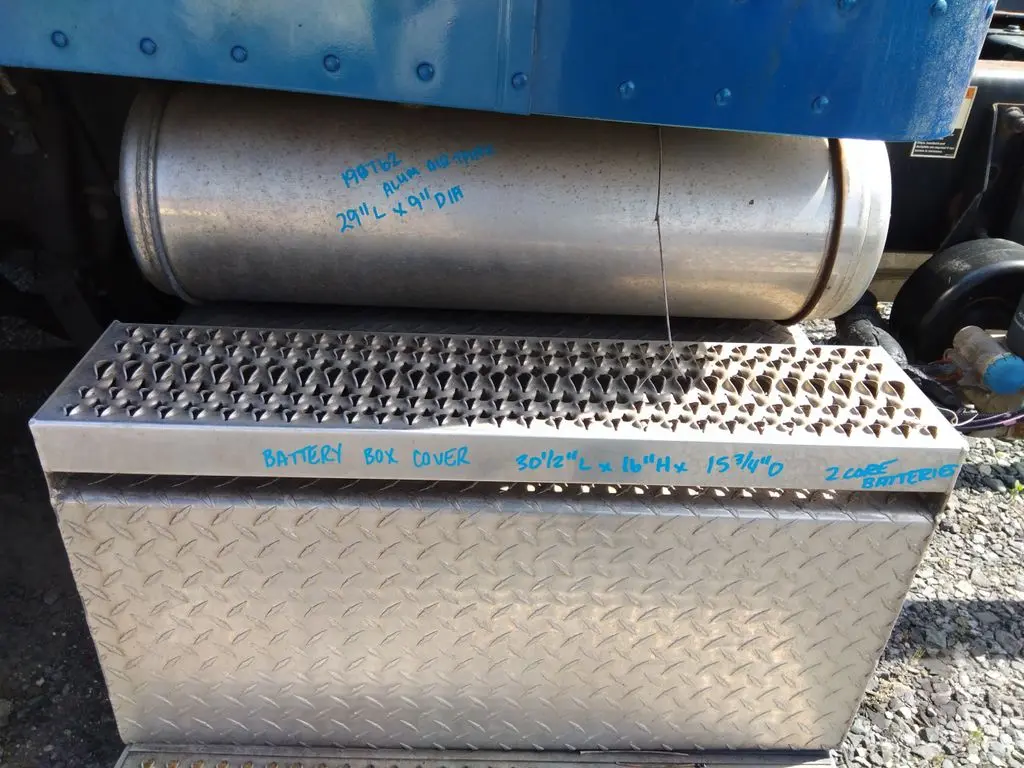 19QT62
ALUM AIR TANK
29"L x 9" DIA
BATTERY BOX COVER 30 1/2"L x 16"H x 15 3/4"D
2 CORE
BATTERIES